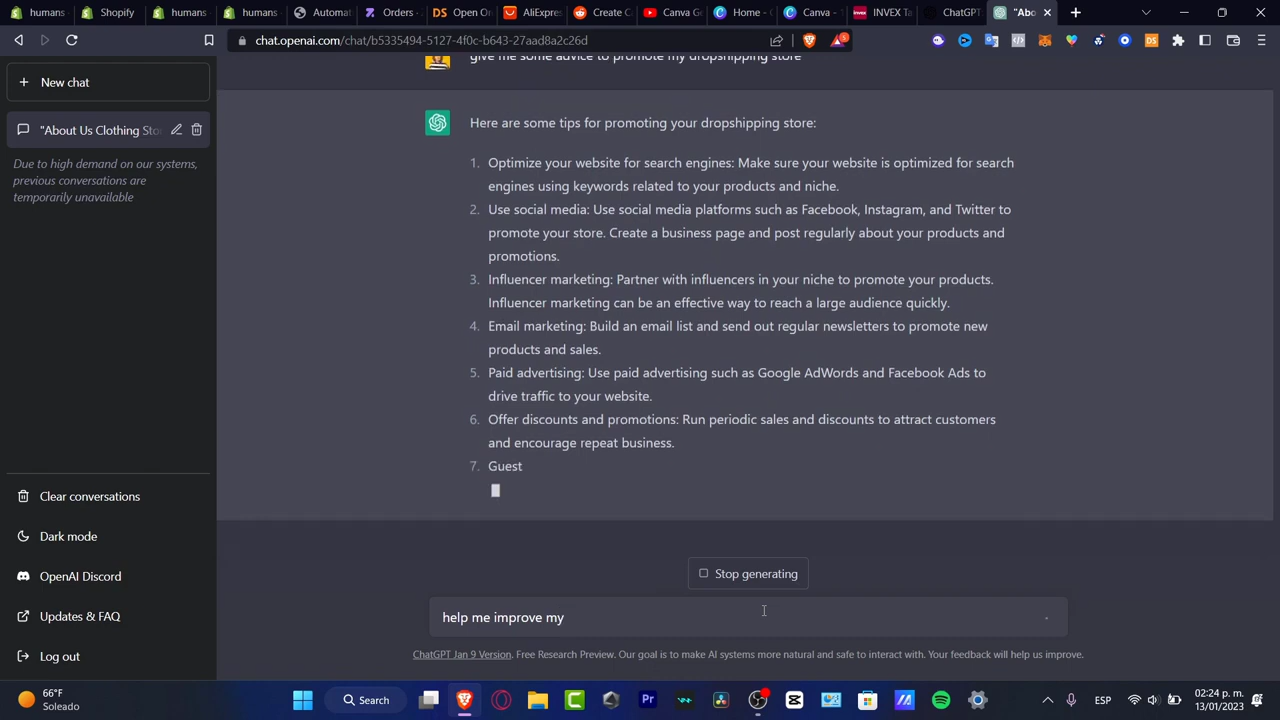 humans
Shopify
humans
humans
Automat
Orders -
DS Open Or
AliExpres
Create C
Canva G
Home -
Canva -
INVEX Ta
ChatGPT
"Abo
chat.openai.com/chat/b5335494-5127-4f0c-b643-27aad8a2c26d
New chat
"About Us Clothing Sto
Due to high demand on our systems,
previous conversations are
temporarily unavailable
Clear conversations
Dark mode
OpenAI Discord
Updates & FAQ
Log out
give me some advice to promote my dropshipping store
Here are some tips for promoting your dropshipping store:
1. Optimize your website for search engines: Make sure your website is optimized for search
engines using keywords related to your products and niche.
2. Use social media: Use social media platforms such as Facebook, Instagram, and Twitter to
promote your store. Create a business page and post regularly about your products and
promotions.
3. Influencer marketing: Partner with influencers in your niche to promote your products.
Influencer marketing can be an effective way to reach a large audience quickly.
4. Email marketing: Build an email list and send out regular newsletters to promote new
products and sales.
5. Paid advertising: Use paid advertising such as Google AdWords and Facebook Ads to
drive traffic to your website.
6. Offer discounts and promotions: Run periodic sales and discounts to attract customers
and encourage repeat business.
7. Guest
Stop generating
help me improve my
ChatGPT Jan 9 Version. Free Research Preview. Our goal is to make AI systems more natural and safe to interact with. Your feedback will help us improve.
66°F
Soleado
Search
Pr
ESP
02:24 p. m.
13/01/2023